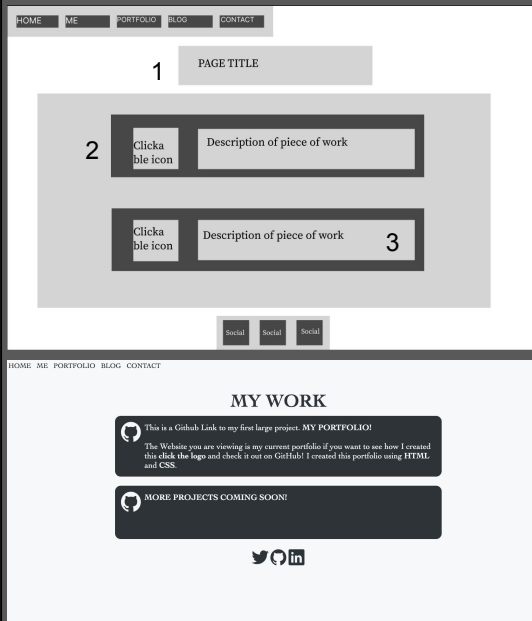 HOME ME PORTFOLIO BLOG CONTACT
1 PAGE TITLE
2
Clicka
ble icon
Description of piece of work
Clicka
ble icon
Description of piece of work
3
Social Social Social
HOME ME PORTFOLIO BLOG CONTACT
MY WORK
This is a Github Link to my first large project. MY PORTFOLIO!
The Website you are viewing is my current portfolio if you want to see how I created
this click the logo and check it out on GitHub! I created this portfolio using HTML
and CSS.
MORE PROJECTS COMING SOON!
in